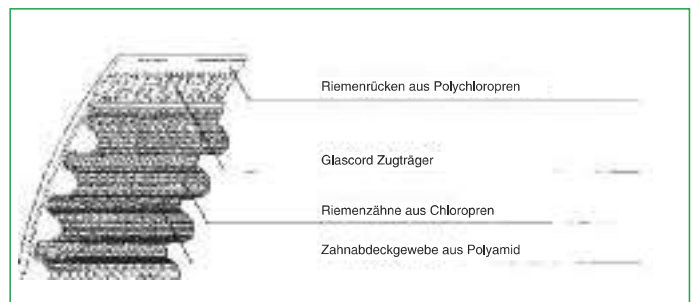 Riemenrücken aus Polychloropren
Glascord Zugträger
Riemenzähne aus Chloropren
Zahnabdeckgewebe aus Polyamid